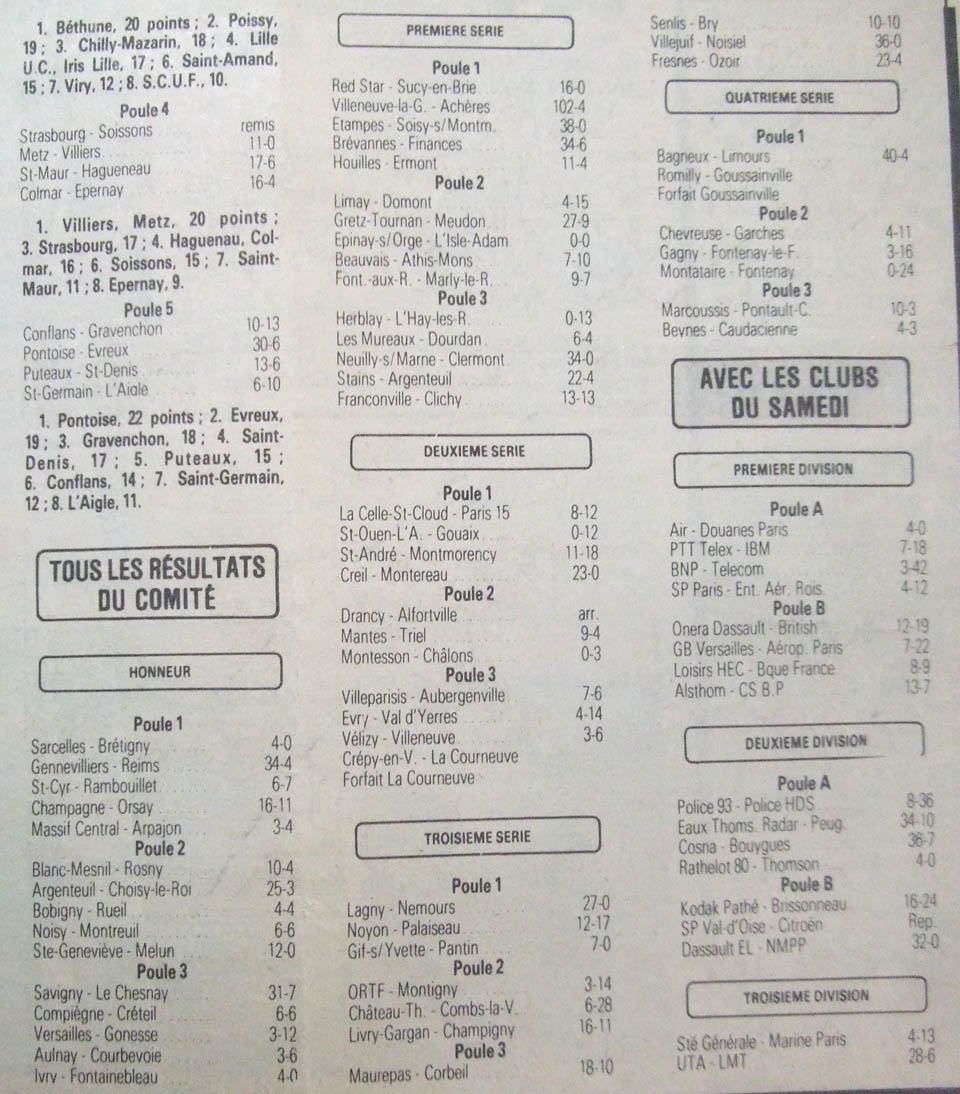 1. Béthune, 20 points ; 2. Poissy,
19 ; 3. Chilly-Mazarin, 18 ; 4. Lille
U.C., Iris Lille, 17 ; 6. Saint-Amand,
15 ; 7. Viry, 12 ; 8. S.C.U.F., 10.
Poule 4
Strasbourg - Soissons remis
Metz - Villiers 11-0
St-Maur - Hagueneau 17-6
Colmar - Epernay 16-4
1. Villiers, Metz, 20 points ;
3. Strasbourg, 17 ; 4. Haguenau, Col-
mar, 16 ; 6. Soissons, 15 ; 7. Saint-
Maur, 11 ; 8. Epernay, 9.
Poule 5
Conflans - Gravenchon 10-13
Pontoise - Evreux 30-6
Puteaux - St-Denis 13-6
St-Germain - L'Aigle 6-10
1. Pontoise, 22 points ; 2. Evreux,
19 ; 3. Gravenchon, 18 ; 4. Saint-
Denis, 17 ; 5. Puteaux, 15 ;
6. Conflans, 14 ; 7. Saint-Germain,
12 ; 8. L'Aigle, 11.
TOUS LES RÉSULTATS
DU COMITÉ
HONNEUR
Poule 1
Sarcelles - Brétigny 4-0
Gennevilliers - Reims 34-4
St-Cyr - Rambouillet 6-7
Champagne - Orsay 16-11
Massif Central - Arpajon 3-4
Poule 2
Blanc-Mesnil - Rosny 10-4
Argenteuil - Choisy-le-Roi 25-3
Bobigny - Rueil 4-4
Noisy - Montreuil 6-6
Ste-Geneviève - Melun 12-0
Poule 3
Savigny - Le Chesnay 31-7
Compiègne - Créteil 6-6
Versailles - Gonesse 3-12
Aulnay - Courbevoie 3-6
Ivry - Fontainebleau 4-0
PREMIERE SERIE
Poule 1
Red Star - Sucy-en-Brie 16-0
Villeneuve-la-G. - Achères 102-4
Etampes - Soisy-s/Montm. 38-0
Brévannes - Finances 34-6
Houilles - Ermont 11-4
Poule 2
Limay - Domont 4-15
Gretz-Tournan - Meudon 27-9
Epinay-s/Orge - L'Isle-Adam 0-0
Beauvais - Athis-Mons 7-10
Font.-aux-R. - Marly-le-R. 9-7
Poule 3
Herblay - L'Hay-les-R. 0-13
Les Mureaux - Dourdan 6-4
Neuilly-s/Marne - Clermont 34-0
Stains - Argenteuil 22-4
Franconville - Clichy 13-13
DEUXIEME SERIE
Poule 1
La Celle-St-Cloud - Paris 15 8-12
St-Ouen-L'A. - Gouaix 0-12
St-André - Montmorency 11-18
Creil - Montereau 23-0
Poule 2
Drancy - Alfortville arr.
Mantes - Triel 9-4
Montesson - Châlons 0-3
Poule 3
Villeparisis - Aubergenville 7-6
Evry - Val d'Yerres 4-14
Vélizy - Villeneuve 3-6
Crépy-en-V. - La Courneuve
Forfait La Courneuve
TROISIEME SERIE
Poule 1
Lagny - Nemours 27-0
Noyon - Palaiseau 12-17
Gif-s/Yvette - Pantin 7-0
Poule 2
ORTF - Montigny 3-14
Château-Th. - Combs-la-V. 6-28
Livry-Gargan - Champigny 16-11
Poule 3
Maurepas - Corbeil 18-10
Senlis - Bry 10-10
Villejuif - Noisiel 36-0
Fresnes - Ozoir 23-4
QUATRIEME SERIE
Poule 1
Bagneux - Limours 40-4
Romilly - Goussainville
Forfait Goussainville
Poule 2
Chevreuse - Garches 4-11
Gagny - Fontenay-le-F. 3-16
Montataire - Fontenay 0-24
Poule 3
Marcoussis - Pontault-C. 10-3
Beynes - Caudacienne 4-3
AVEC LES CLUBS
DU SAMEDI
PREMIERE DIVISION
Poule A
Air - Douanes Paris 4-0
PTT Telex - IBM 7-18
BNP - Telecom 3-42
SP Paris - Ent. Aér. Rois. 4-12
Poule B
Onera Dassault - British 12-19
GB Versailles - Aérop. Paris 7-22
Loisirs HEC - Bque France 8-9
Alsthom - CS B.P 13-7
DEUXIEME DIVISION
Poule A
Police 93 - Police HDS 8-36
Eaux Thoms. Radar - Peug. 34-10
Cosna - Bouygues 36-7
Rathelot 80 - Thomson 4-0
Poule B
Kodak Pathé - Brissonneau 16-24
SP Val-d'Oise - Citroën Rep.
Dassault EL - NMPP 32-0
TROISIEME DIVISION
Sté Générale - Marine Paris 4-13
UTA - LMT 28-6